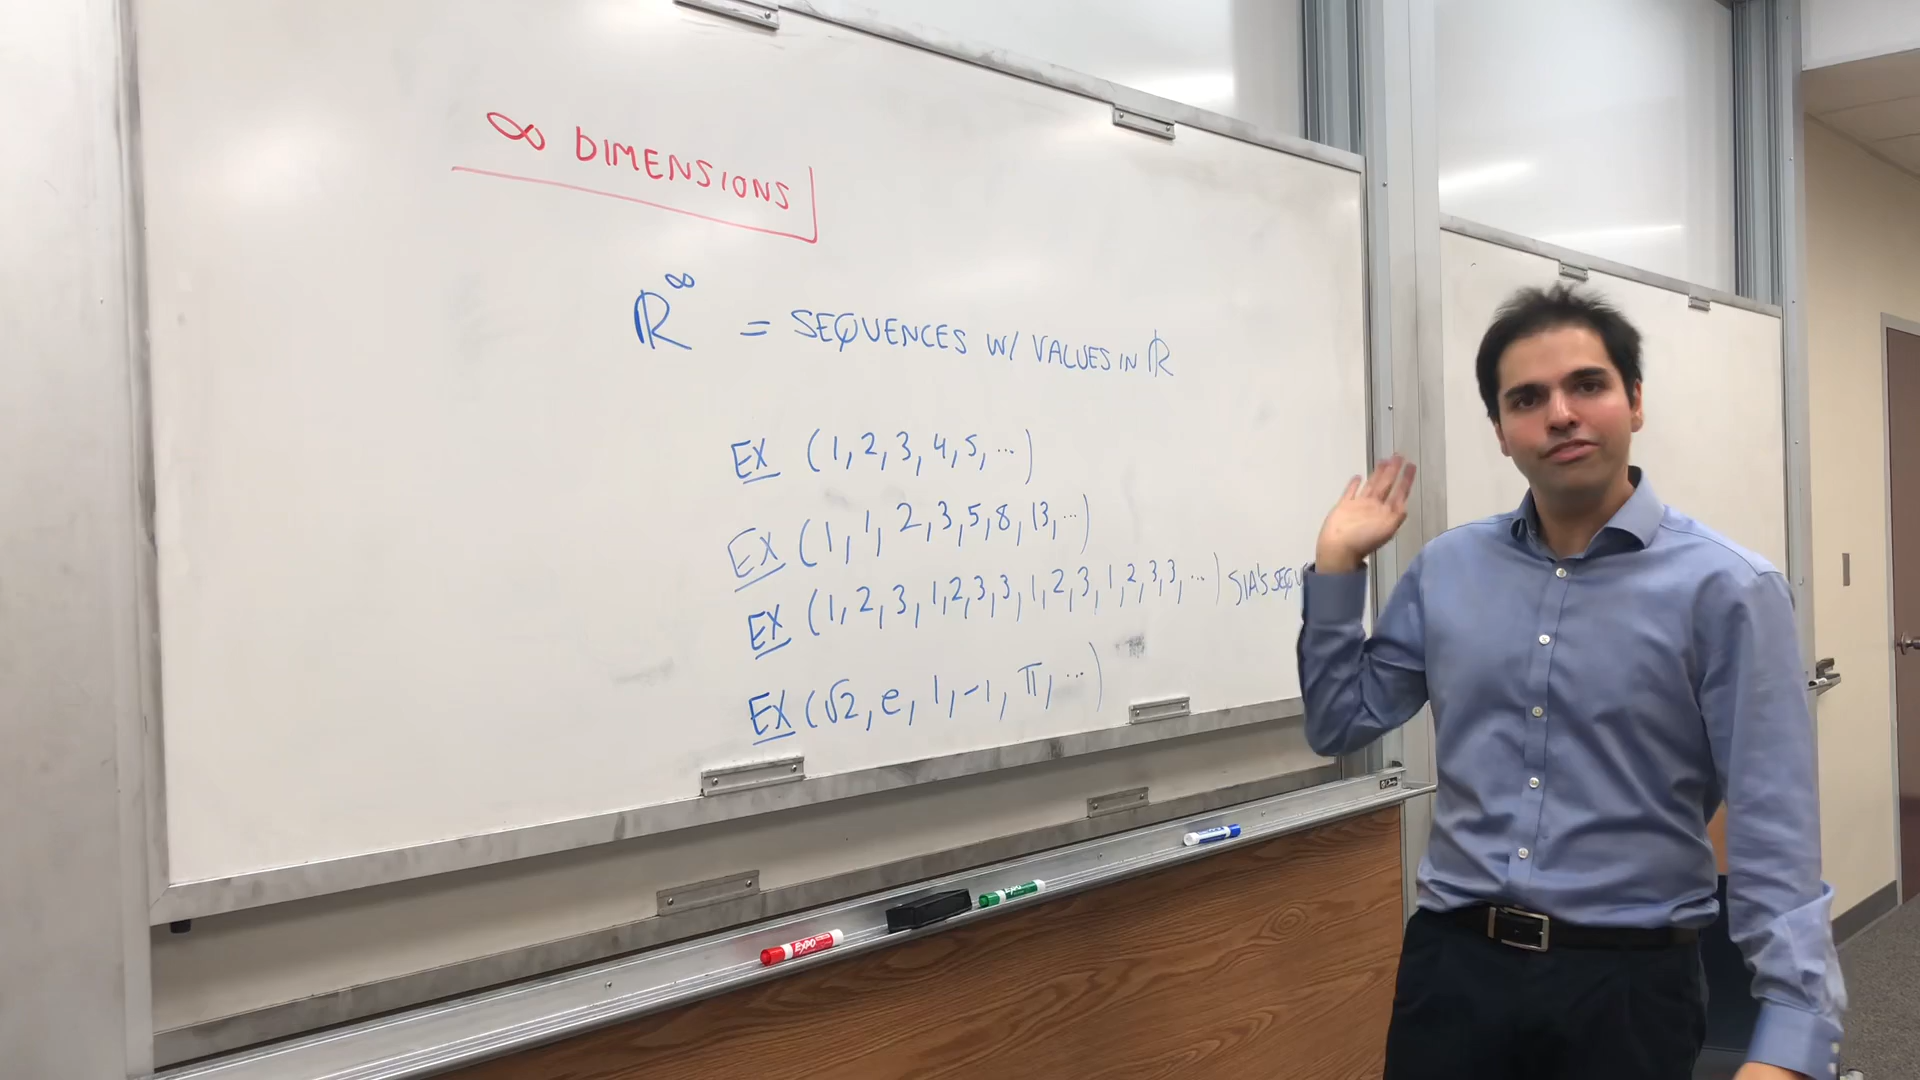 ∞ DIMENSIONS
ℝ^∞ = SEQUENCES W/ VALUES IN ℝ
EX (1, 2, 3, 4, 5, ...)
EX (1, 1, 2, 3, 5, 8, 13, ...)
EX (1, 2, 3, 1, 2, 3, 3, 1, 2, 3, 1, 2, 3, 3, ...) SIA'S
EX (√2, e, 1, -1, π, ...)
EXPO
EXPO